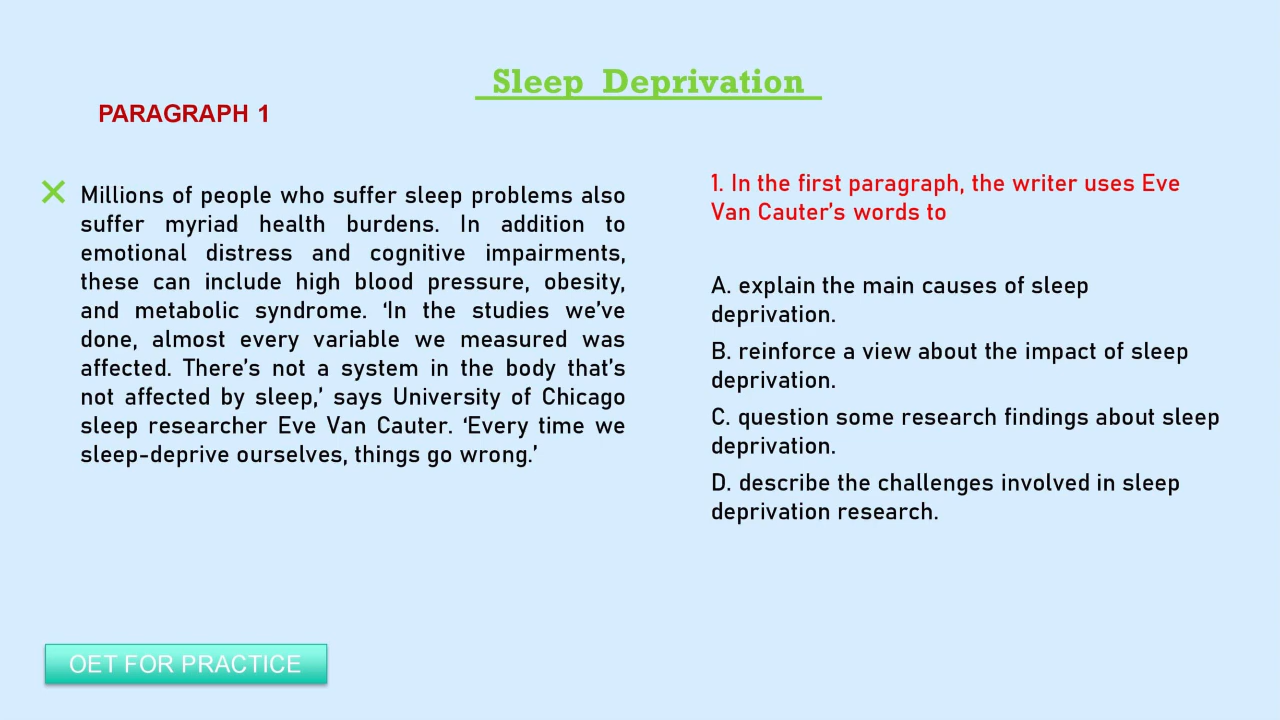 Sleep Deprivation
PARAGRAPH 1
Millions of people who suffer sleep problems also
suffer myriad health burdens. In addition to
emotional distress and cognitive impairments,
these can include high blood pressure, obesity,
and metabolic syndrome. ‘In the studies we’ve
done, almost every variable we measured was
affected. There’s not a system in the body that’s
not affected by sleep,’ says University of Chicago
sleep researcher Eve Van Cauter. ‘Every time we
sleep-deprive ourselves, things go wrong.’
1. In the first paragraph, the writer uses Eve
Van Cauter’s words to
A. explain the main causes of sleep
deprivation.
B. reinforce a view about the impact of sleep
deprivation.
C. question some research findings about sleep
deprivation.
D. describe the challenges involved in sleep
deprivation research.
OET FOR PRACTICE